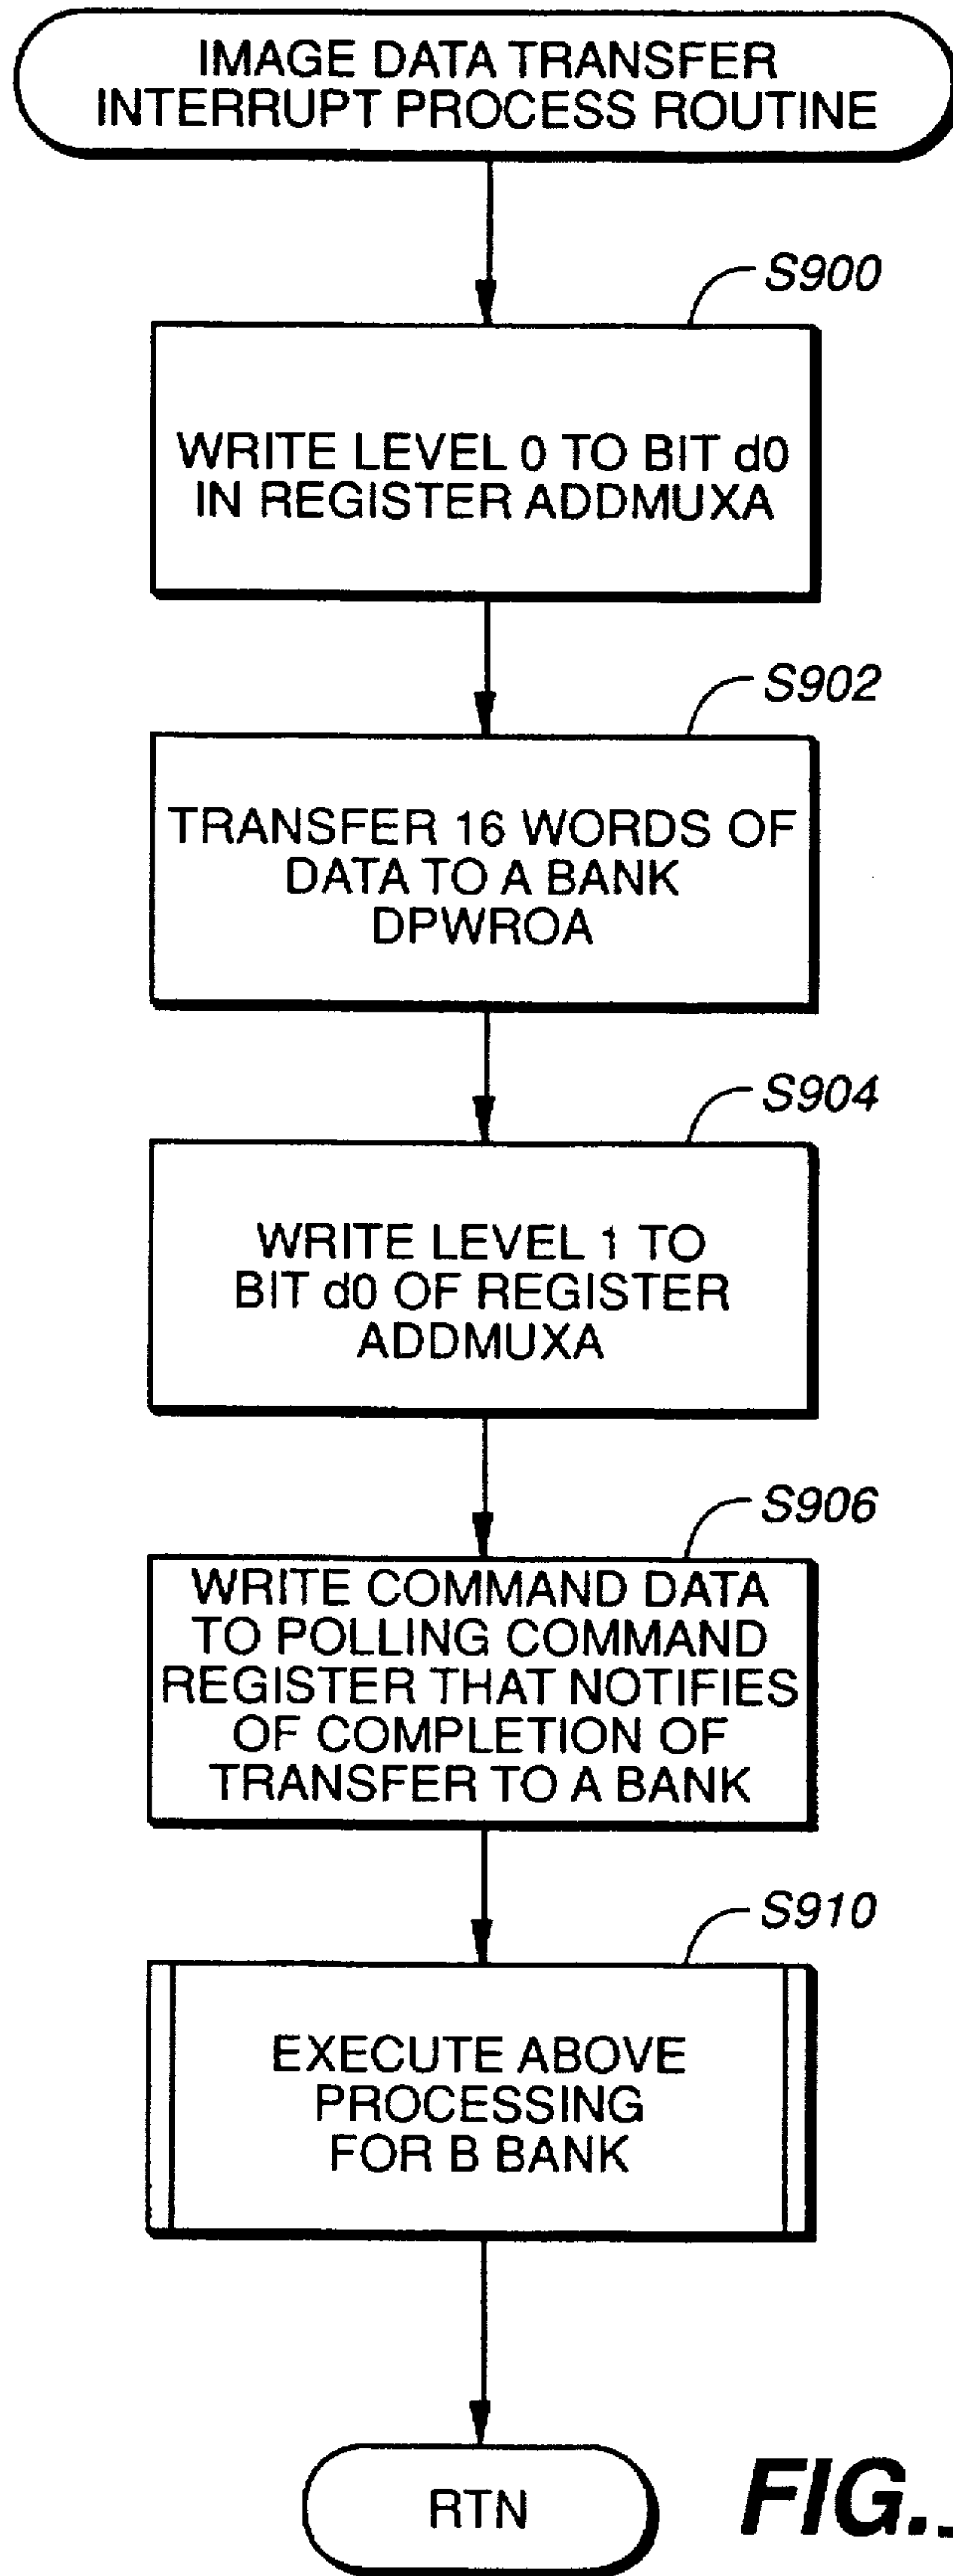 IMAGE DATA TRANSFER
INTERRUPT PROCESS ROUTINE
S900
WRITE LEVEL 0 TO BIT d0
IN REGISTER ADDMUXA
S902
TRANSFER 16 WORDS OF
DATA TO A BANK
DPWROA
S904
WRITE LEVEL 1 TO
BIT d0 OF REGISTER
ADDMUXA
S906
WRITE COMMAND DATA
TO POLLING COMMAND
REGISTER THAT NOTIFIES
OF COMPLETION OF
TRANSFER TO A BANK
S910
EXECUTE ABOVE
PROCESSING
FOR B BANK
RTN
FIG._